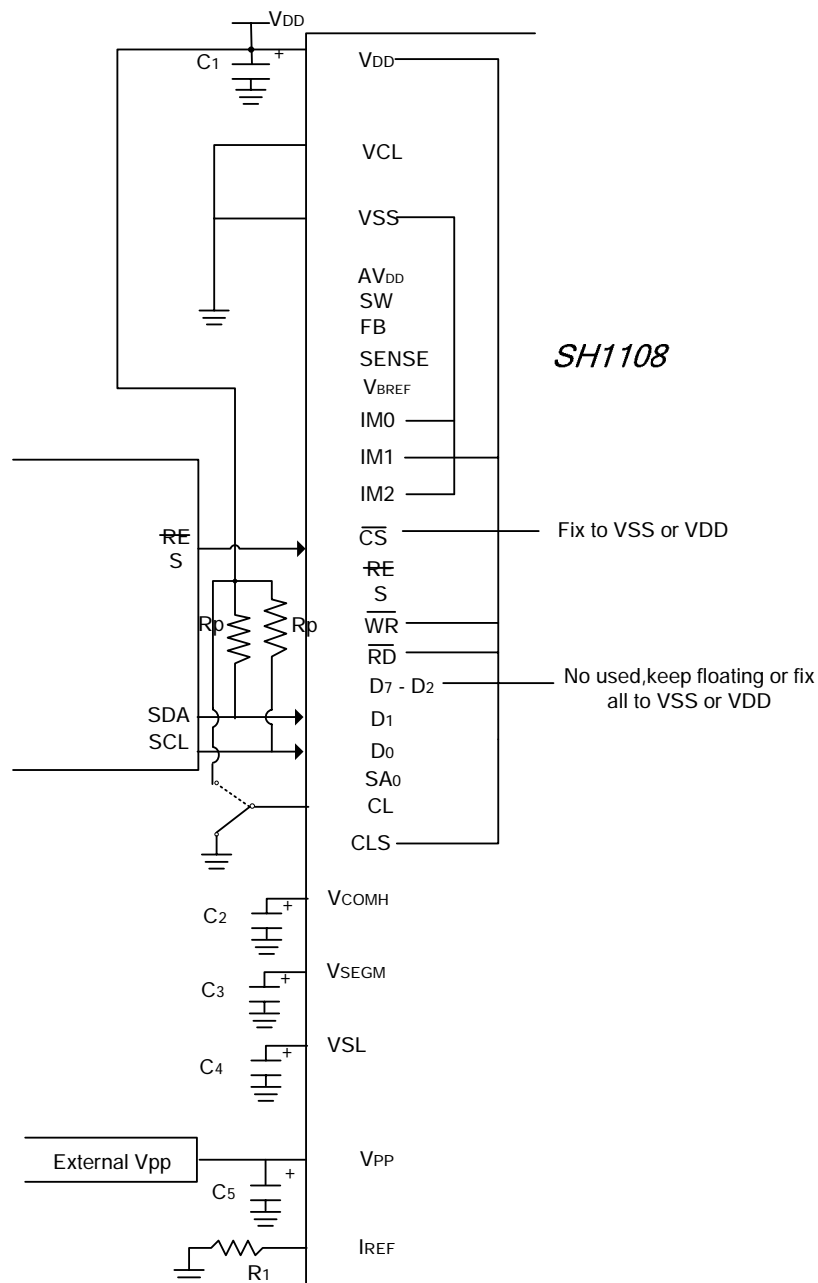 VDD
C1
+
VDD
VCL
VSS
AVDD
SW
FB
SENSE
VBREF
SH1108
IM0
IM1
IM2
CS
Fix to VSS or VDD
RE
S
RE
S
Rp
Rp
WR
RD
D7 - D2
No used,keep floating or fix
all to VSS or VDD
SDA
D1
SCL
D0
SA0
CL
CLS
VCOMH
C2
+
VSEGM
C3
+
VSL
C4
+
External Vpp
VPP
C5
+
IREF
R1